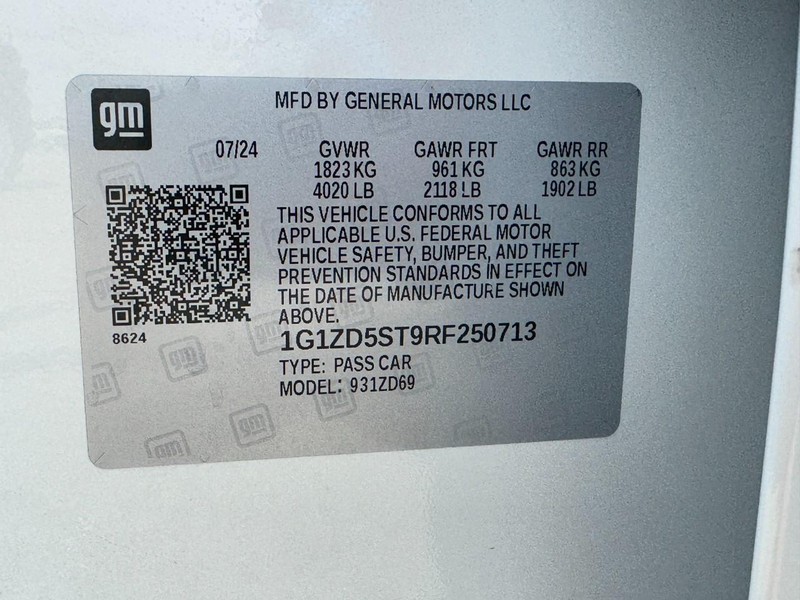 gm
MFD BY GENERAL MOTORS LLC
07/24 GVWR GAWR FRT GAWR RR
1823 KG 961 KG 863 KG
4020 LB 2118 LB 1902 LB
THIS VEHICLE CONFORMS TO ALL
APPLICABLE U.S. FEDERAL MOTOR
VEHICLE SAFETY, BUMPER, AND THEFT
PREVENTION STANDARDS IN EFFECT ON
THE DATE OF MANUFACTURE SHOWN
ABOVE.
8624
1G1ZD5ST9RF250713
TYPE: PASS CAR
MODEL: 931ZD69